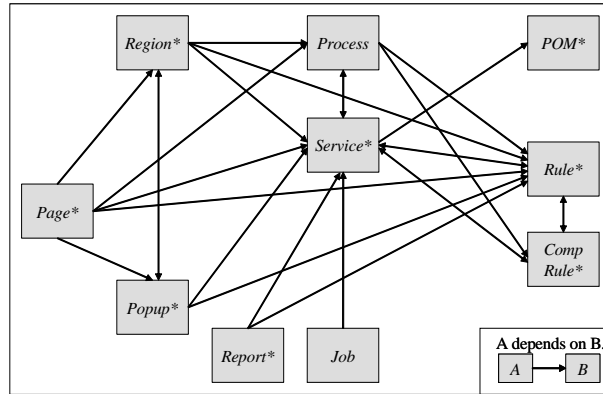 Region*
Process
POM*
Service*
Rule*
Page*
Comp
Rule*
Popup*
Report*
Job
A depends on B.
A
B